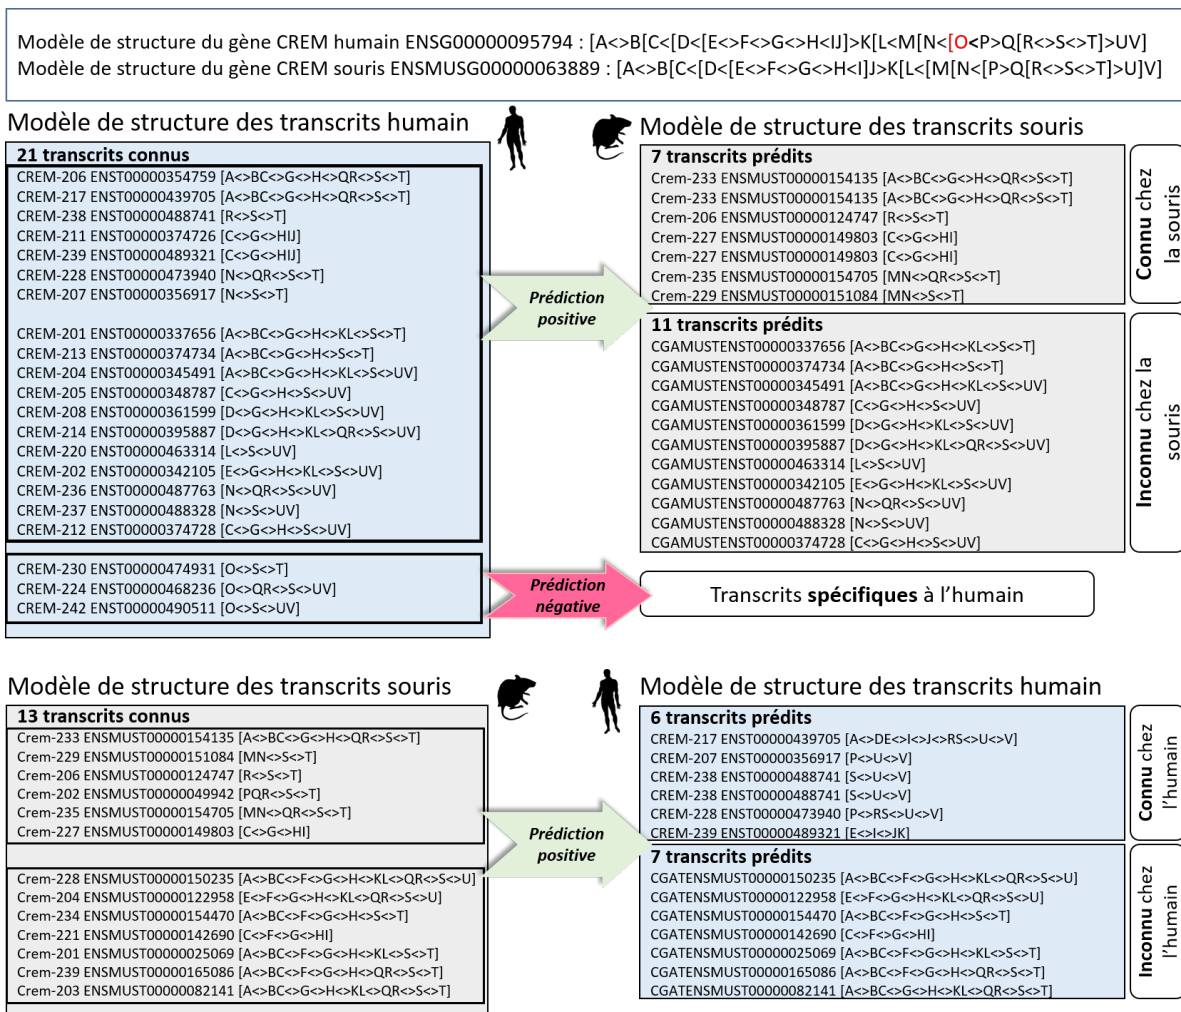 Modèle de structure du gène CREM humain ENSG00000095794 : [A<>B[C<[D<[E<>F<>G<>H<IJ]>K[L<M[N<[O<P>Q[R<>S<>T]>UV]
Modèle de structure du gène CREM souris ENSMUSG00000063889 : [A<>B[C<[D<[E<>F<>G<>H<I]J>K[L<[M[N<[P>Q[R<>S<>T]>U]V]
Modèle de structure des transcrits humain
21 transcrits connus
CREM-206 ENST00000354759 [A<>BC<>G<>H<>QR<>S<>T]
CREM-217 ENST00000439705 [A<>BC<>G<>H<>QR<>S<>T]
CREM-238 ENST00000488741 [R<>S<>T]
CREM-211 ENST00000374726 [C<>G<>HIJ]
CREM-239 ENST00000489321 [C<>G<>HIJ]
CREM-228 ENST00000473940 [N<>QR<>S<>T]
CREM-207 ENST00000356917 [N<>S<>T]
CREM-201 ENST00000337656 [A<>BC<>G<>H<>KL<>S<>T]
CREM-213 ENST00000374734 [A<>BC<>G<>H<>S<>T]
CREM-204 ENST00000345491 [A<>BC<>G<>H<>KL<>S<>UV]
CREM-205 ENST00000348787 [C<>G<>H<>S<>UV]
CREM-208 ENST00000361599 [D<>G<>H<>KL<>S<>UV]
CREM-214 ENST00000395887 [D<>G<>H<>KL<>QR<>S<>UV]
CREM-220 ENST00000463314 [L<>S<>UV]
CREM-202 ENST00000342105 [E<>G<>H<>KL<>S<>UV]
CREM-236 ENST00000487763 [N<>QR<>S<>UV]
CREM-237 ENST00000488328 [N<>S<>UV]
CREM-212 ENST00000374728 [C<>G<>H<>S<>UV]
CREM-230 ENST00000474931 [O<>S<>T]
CREM-224 ENST00000468236 [O<>QR<>S<>UV]
CREM-242 ENST00000490511 [O<>S<>UV]
Prédiction
positive
Prédiction
négative
Modèle de structure des transcrits souris
7 transcrits prédits
Crem-233 ENSMUST00000154135 [A<>BC<>G<>H<>QR<>S<>T]
Crem-233 ENSMUST00000154135 [A<>BC<>G<>H<>QR<>S<>T]
Crem-206 ENSMUST00000124747 [R<>S<>T]
Crem-227 ENSMUST00000149803 [C<>G<>HI]
Crem-227 ENSMUST00000149803 [C<>G<>HI]
Crem-235 ENSMUST00000154705 [MN<>QR<>S<>T]
Crem-229 ENSMUST00000151084 [MN<>S<>T]
Connu chez
la souris
11 transcrits prédits
CGAMUSTENST00000337656 [A<>BC<>G<>H<>KL<>S<>T]
CGAMUSTENST00000374734 [A<>BC<>G<>H<>S<>T]
CGAMUSTENST00000345491 [A<>BC<>G<>H<>KL<>S<>UV]
CGAMUSTENST00000348787 [C<>G<>H<>S<>UV]
CGAMUSTENST00000361599 [D<>G<>H<>KL<>S<>UV]
CGAMUSTENST00000395887 [D<>G<>H<>KL<>QR<>S<>UV]
CGAMUSTENST00000463314 [L<>S<>UV]
CGAMUSTENST00000342105 [E<>G<>H<>KL<>S<>UV]
CGAMUSTENST00000487763 [N<>QR<>S<>UV]
CGAMUSTENST00000488328 [N<>S<>UV]
CGAMUSTENST00000374728 [C<>G<>H<>S<>UV]
Inconnu chez la
souris
Transcrits spécifiques à l'humain
Modèle de structure des transcrits souris
13 transcrits connus
Crem-233 ENSMUST00000154135 [A<>BC<>G<>H<>QR<>S<>T]
Crem-229 ENSMUST00000151084 [MN<>S<>T]
Crem-206 ENSMUST00000124747 [R<>S<>T]
Crem-202 ENSMUST00000049942 [PQR<>S<>T]
Crem-235 ENSMUST00000154705 [MN<>QR<>S<>T]
Crem-227 ENSMUST00000149803 [C<>G<>HI]
Crem-228 ENSMUST00000150235 [A<>BC<>F<>G<>H<>KL<>QR<>S<>U]
Crem-204 ENSMUST00000122958 [E<>F<>G<>H<>KL<>QR<>S<>U]
Crem-234 ENSMUST00000154470 [A<>BC<>F<>G<>H<>S<>T]
Crem-221 ENSMUST00000142690 [C<>F<>G<>HI]
Crem-201 ENSMUST00000025069 [A<>BC<>F<>G<>H<>KL<>S<>T]
Crem-239 ENSMUST00000165086 [A<>BC<>F<>G<>H<>QR<>S<>T]
Crem-203 ENSMUST00000082141 [A<>BC<>G<>H<>KL<>QR<>S<>T]
Prédiction
positive
Modèle de structure des transcrits humain
6 transcrits prédits
CREM-217 ENST00000439705 [A<>DE<>I<>J<>RS<>U<>V]
CREM-207 ENST00000356917 [P<>U<>V]
CREM-238 ENST00000488741 [S<>U<>V]
CREM-238 ENST00000488741 [S<>U<>V]
CREM-228 ENST00000473940 [P<>RS<>U<>V]
CREM-239 ENST00000489321 [E<>I<>JK]
Connu chez
l'humain
7 transcrits prédits
CGATENSMUST00000150235 [A<>BC<>F<>G<>H<>KL<>QR<>S<>U]
CGATENSMUST00000122958 [E<>F<>G<>H<>KL<>QR<>S<>U]
CGATENSMUST00000154470 [A<>BC<>F<>G<>H<>S<>T]
CGATENSMUST00000142690 [C<>F<>G<>HI]
CGATENSMUST00000025069 [A<>BC<>F<>G<>H<>KL<>S<>T]
CGATENSMUST00000165086 [A<>BC<>F<>G<>H<>QR<>S<>T]
CGATENSMUST00000082141 [A<>BC<>G<>H<>KL<>QR<>S<>T]
Inconnu chez
l'humain